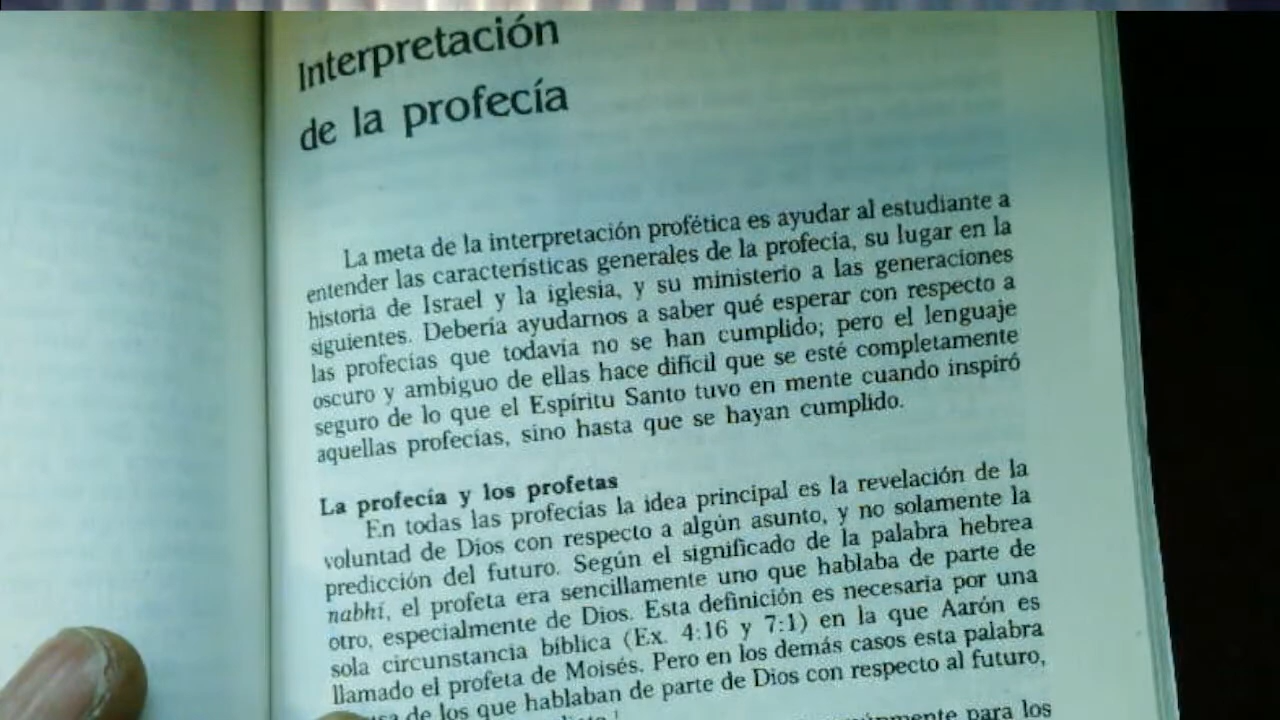 Interpretación
de la profecía
La meta de la interpretación profética es ayudar al estudiante a
entender las características generales de la profecía, su lugar en la
historia de Israel y la iglesia, y su ministerio a las generaciones
siguientes. Debería ayudarnos a saber qué esperar con respecto a
las profecías que todavía no se han cumplido; pero el lenguaje
oscuro y ambiguo de ellas hace difícil que se esté completamente
seguro de lo que el Espíritu Santo tuvo en mente cuando inspiró
aquellas profecías, sino hasta que se hayan cumplido.
La profecía y los profetas
En todas las profecías la idea principal es la revelación de la
voluntad de Dios con respecto a algún asunto, y no solamente la
predicción del futuro. Según el significado de la palabra hebrea
nabhí, el profeta era sencillamente uno que hablaba de parte de
otro, especialmente de Dios. Esta definición es necesaria por una
sola circunstancia bíblica (Ex. 4:16 y 7:1) en la que Aarón es
llamado el profeta de Moisés. Pero en los demás casos esta palabra
de los que hablaban de parte de Dios con respecto al futuro,
para los